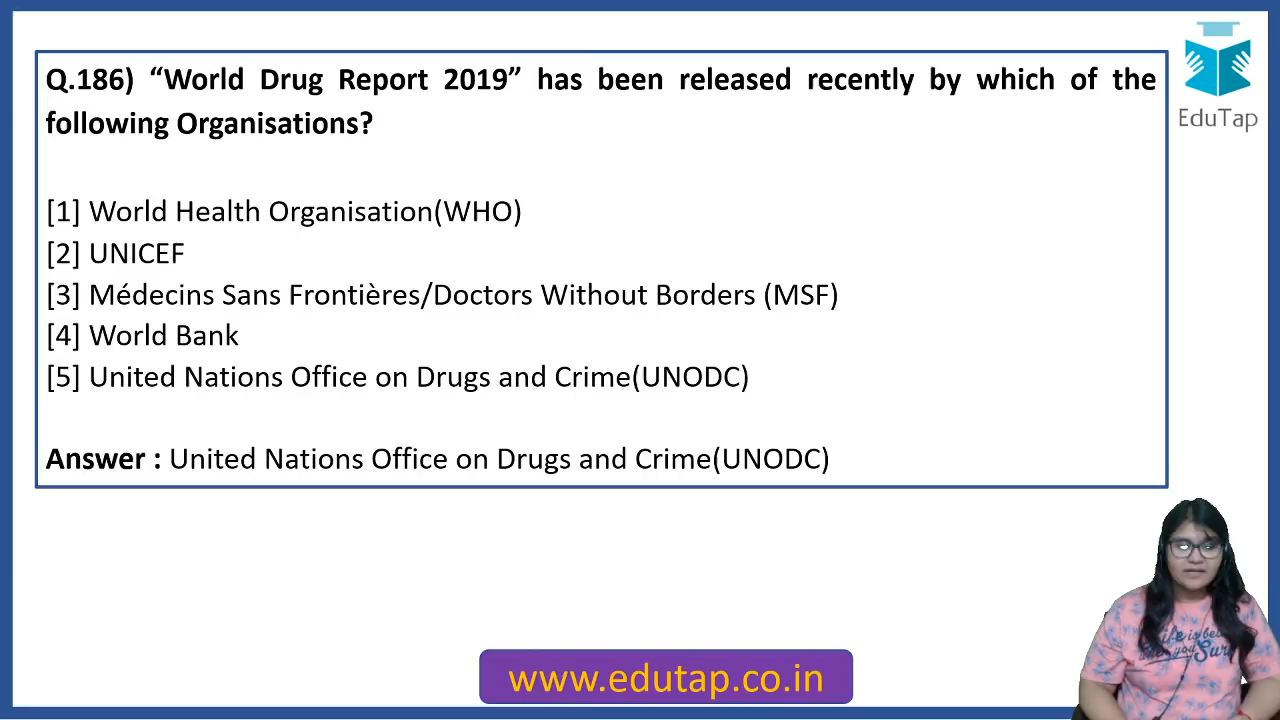 Q.186) “World Drug Report 2019” has been released recently by which of the
following Organisations?
[1] World Health Organisation(WHO)
[2] UNICEF
[3] Médecins Sans Frontières/Doctors Without Borders (MSF)
[4] World Bank
[5] United Nations Office on Drugs and Crime(UNODC)
Answer : United Nations Office on Drugs and Crime(UNODC)
EduTap
www.edutap.co.in